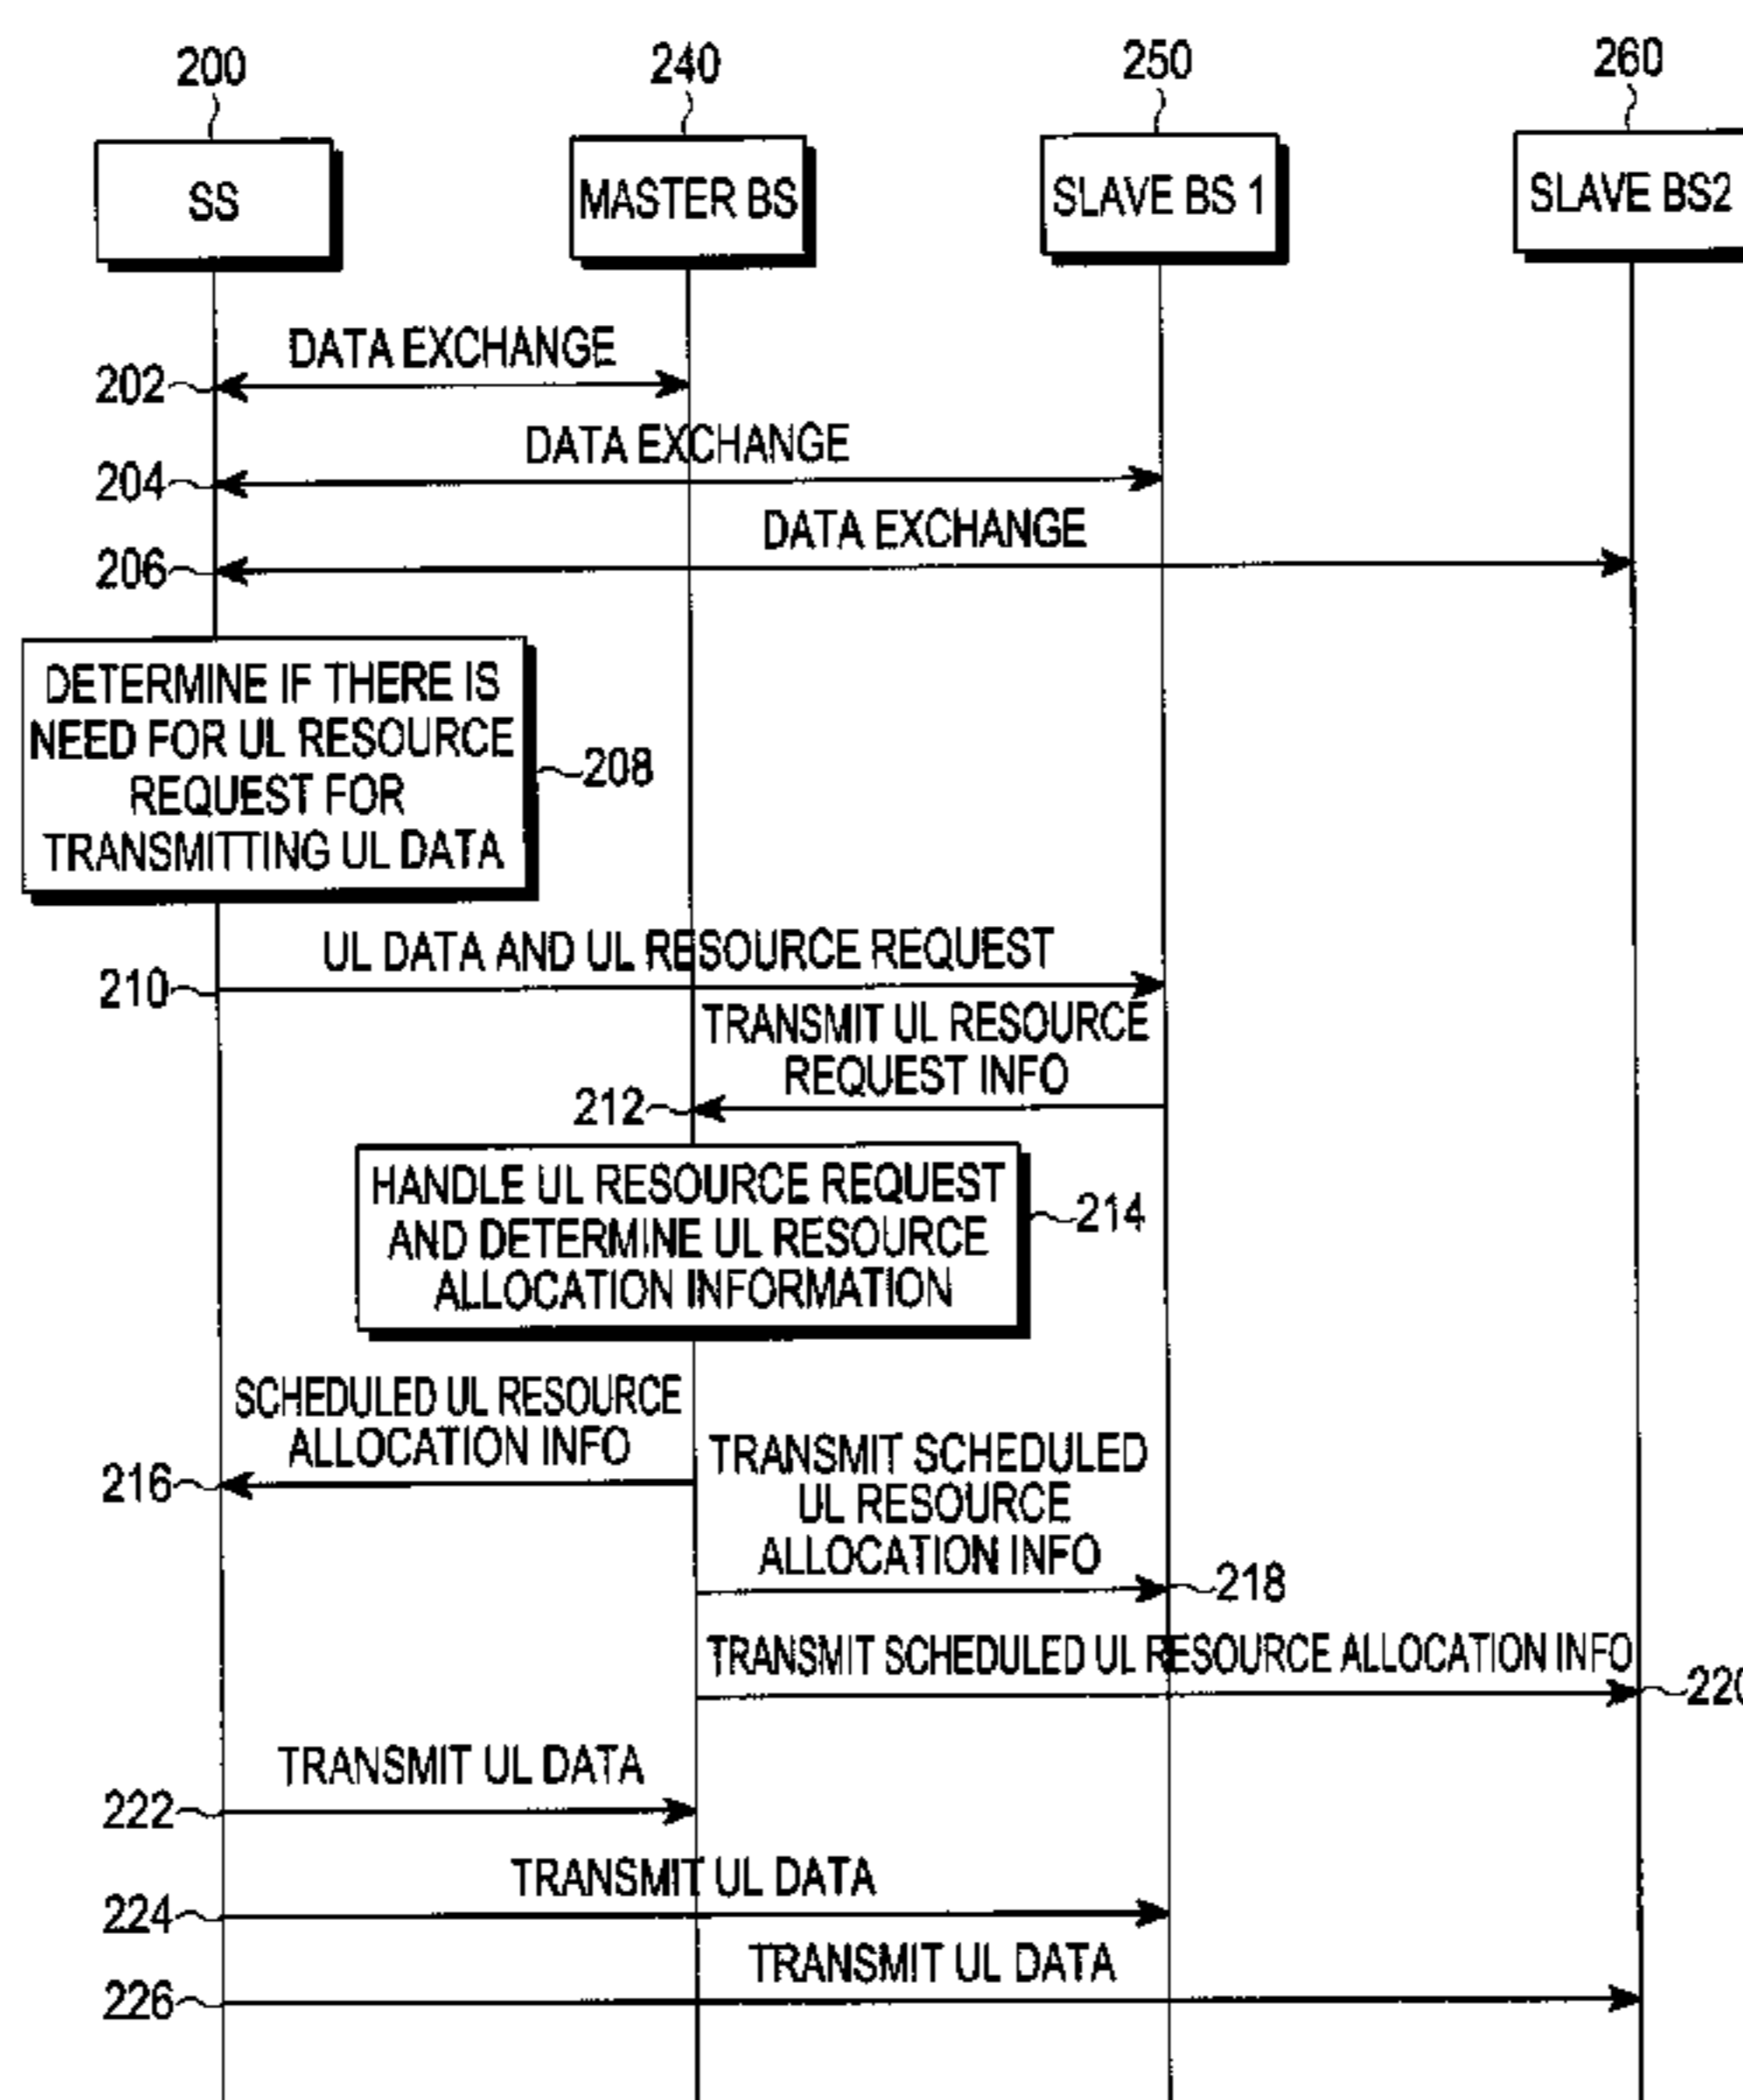 200
240
250
260
SS
MASTER BS
SLAVE BS 1
SLAVE BS2
DATA EXCHANGE
202
DATA EXCHANGE
204
DATA EXCHANGE
206
DETERMINE IF THERE IS
NEED FOR UL RESOURCE
REQUEST FOR
TRANSMITTING UL DATA
208
UL DATA AND UL RESOURCE REQUEST
210
TRANSMIT UL RESOURCE
REQUEST INFO
212
HANDLE UL RESOURCE REQUEST
AND DETERMINE UL RESOURCE
ALLOCATION INFORMATION
214
SCHEDULED UL RESOURCE
ALLOCATION INFO
216
TRANSMIT SCHEDULED
UL RESOURCE
ALLOCATION INFO
218
TRANSMIT SCHEDULED UL RESOURCE ALLOCATION INFO
220
TRANSMIT UL DATA
222
TRANSMIT UL DATA
224
TRANSMIT UL DATA
226